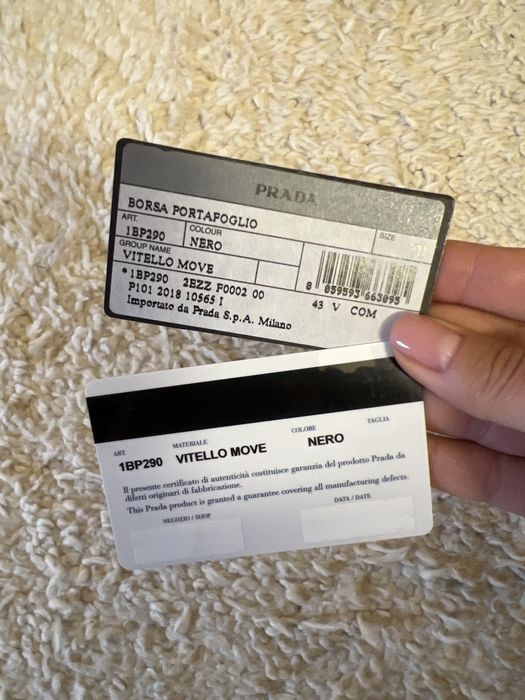 PRADA
BORSA PORTAFOGLIO
ART. COLOUR SIZE
1BP290 NERO
GROUP NAME
VITELLO MOVE
*1BP290 2EZZ F0002 00
P101 2018 10565 I
Importato da Prada S.p.A. Milano
8 059593 663095
43 V COM
ART. MATERIALE COLORE TAGLIA
1BP290 VITELLO MOVE NERO
Il presente certificato di autenticità costituisce garanzia del prodotto Prada da
difetti originari di fabbricazione.
This Prada product is granted a guarantee covering all manufacturing defects.
NEGOZIO / SHOP DATA / DATE